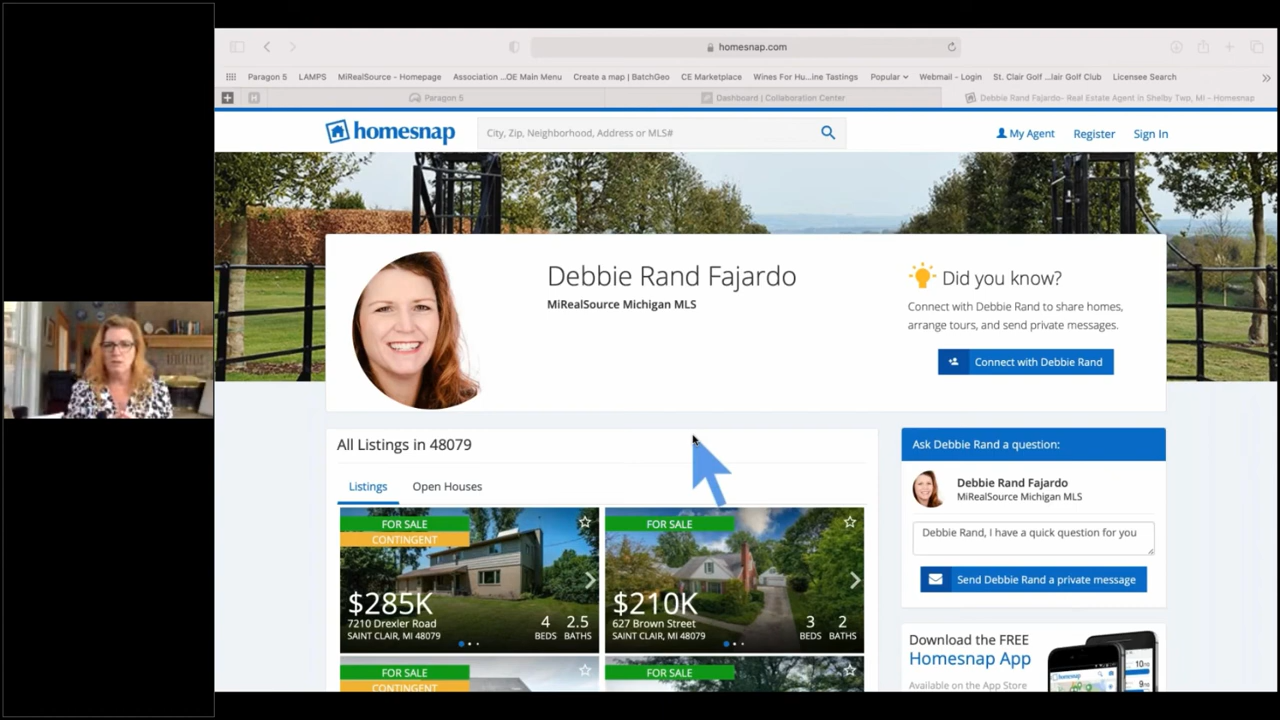 homesnap.com
Paragon 5 LAMPS MiRealSource - Homepage Association ...OE Main Menu Create a map | BatchGeo CE Marketplace Wines For Hu...ine Tastings Popular Webmail - Login St. Clair Golf ...lair Golf Club Licensee Search
Paragon 5 Dashboard | Collaboration Center Debbie Rand Fajardo- Real Estate Agent in Shelby Twp, MI - Homesnap
homesnap City, Zip, Neighborhood, Address or MLS# My Agent Register Sign In
Debbie Rand Fajardo
MiRealSource Michigan MLS
Did you know?
Connect with Debbie Rand to share homes,
arrange tours, and send private messages.
Connect with Debbie Rand
All Listings in 48079
Listings Open Houses
FOR SALE
CONTINGENT
$285K
7210 Drexler Road
SAINT CLAIR, MI 48079
4 2.5
BEDS BATHS
FOR SALE
$210K
627 Brown Street
SAINT CLAIR, MI 48079
3 2
BEDS BATHS
FOR SALE
CONTINGENT
FOR SALE
Ask Debbie Rand a question:
Debbie Rand Fajardo
MiRealSource Michigan MLS
Debbie Rand, I have a quick question for you
Send Debbie Rand a private message
Download the FREE
Homesnap App
Available on the App Store
homesnap